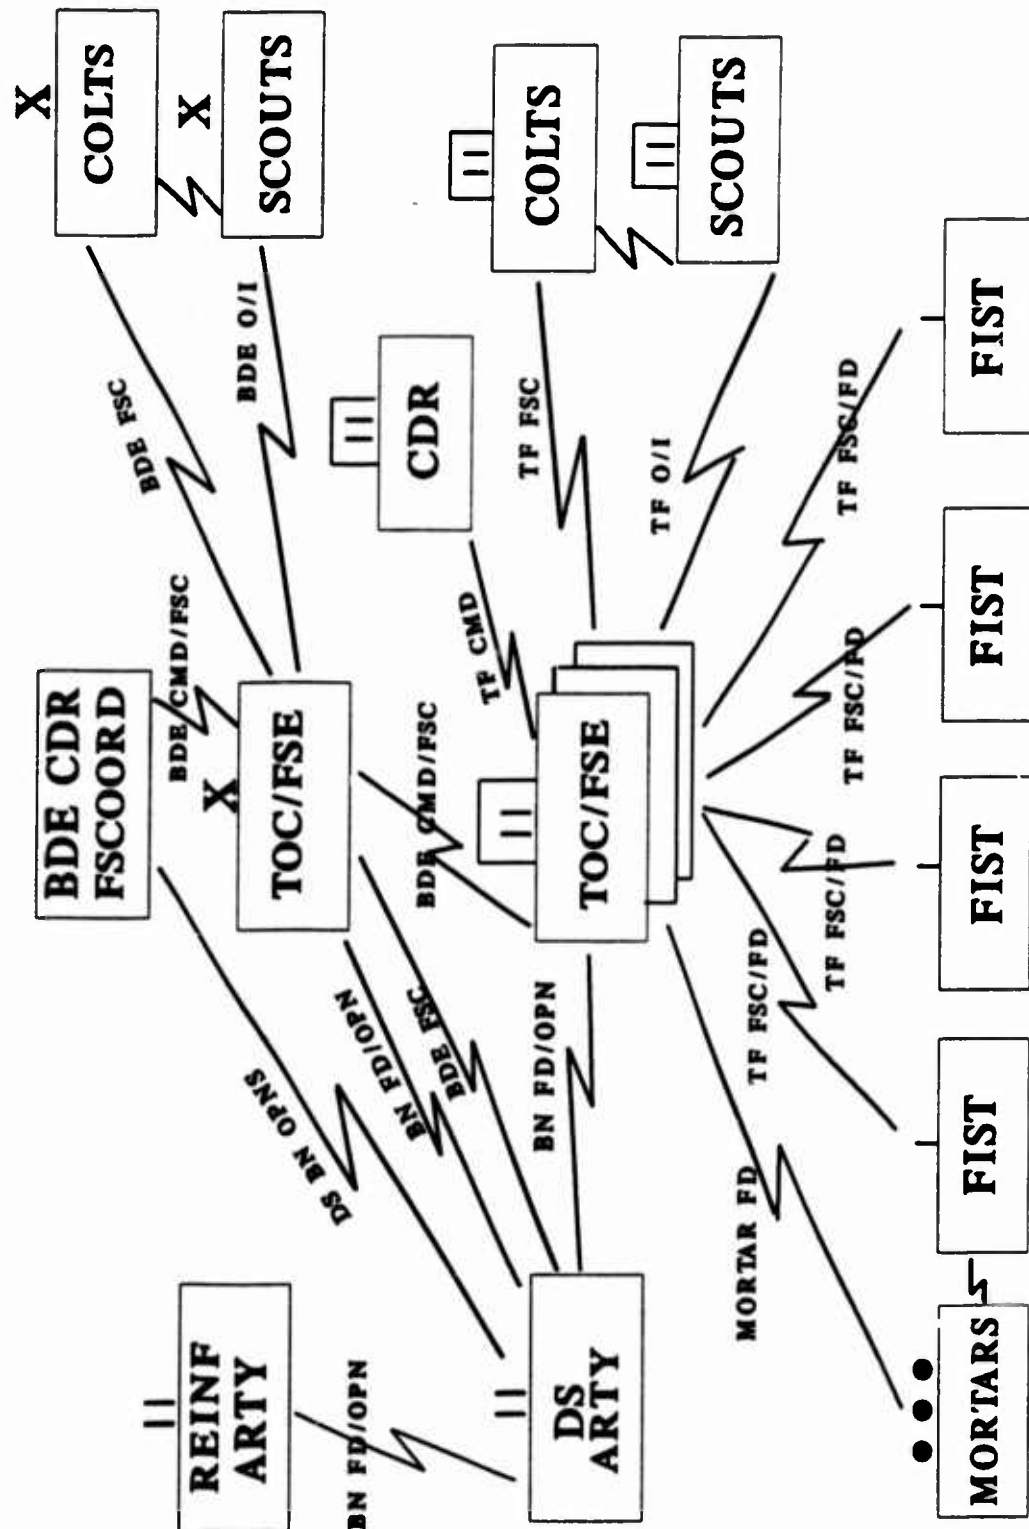 BDE CDR
FSCOORD
X
COLTS
X
SCOUTS
REINF
ARTY
BDE CMD/FSC
BDE FSC
BDE O/I
X
TOC/FSE
CDR
DS BN OPNS
BN FD/OPN
BDE FSC
BN FD/OPN
BDE CMD/FSC
TF CMD
TF FSC
COLTS
SCOUTS
TF O/I
DS
ARTY
BN FD/OPN
TOC/FSE
MORTAR FD
TF FSC/FD
TF FSC/FD
TF FSC/FD
TF FSC/FD
MORTARS
FIST
FIST
FIST
FIST